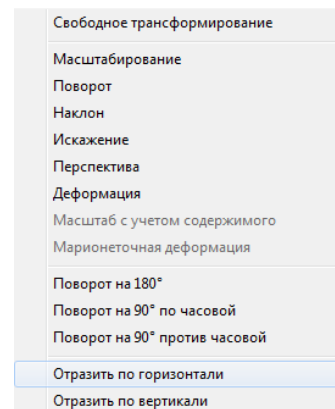 Свободное трансформирование
Масштабирование
Поворот
Наклон
Искажение
Перспектива
Деформация
Масштаб с учетом содержимого
Марионеточная деформация
Поворот на 180°
Поворот на 90° по часовой
Поворот на 90° против часовой
Отразить по горизонтали
Отразить по вертикали